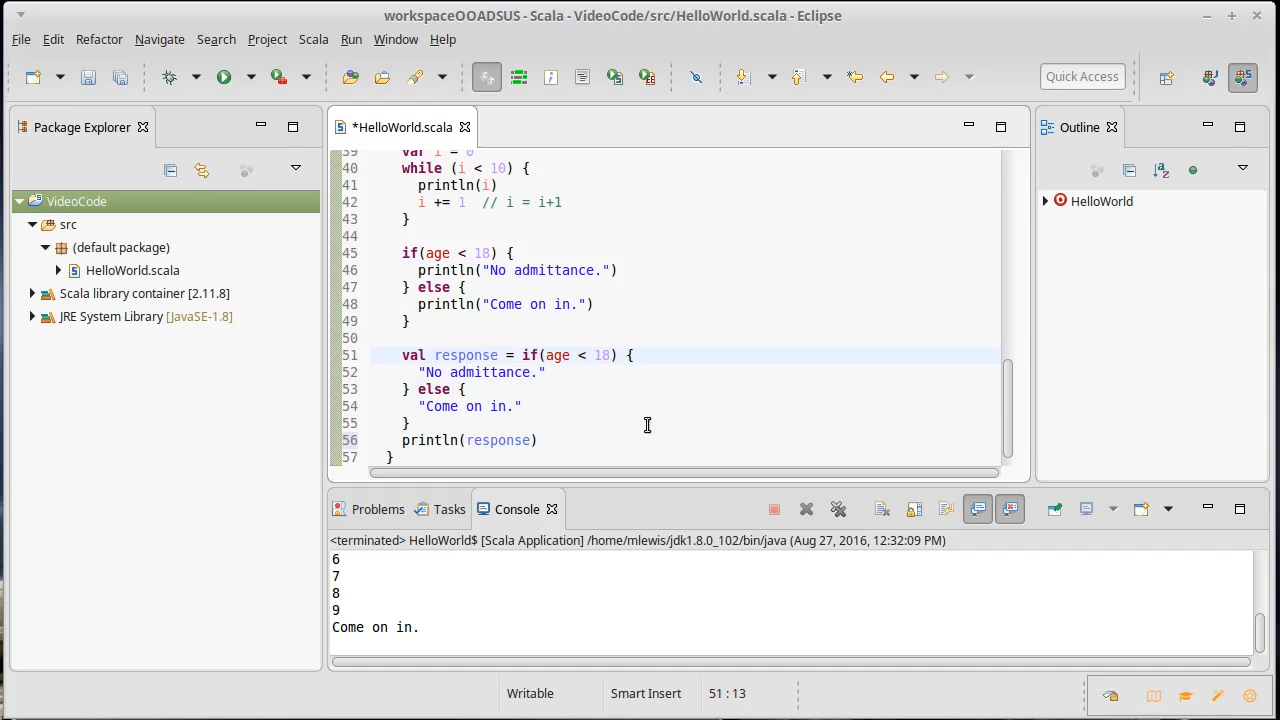 workspaceOOADSUS - Scala - VideoCode/src/HelloWorld.scala - Eclipse
File Edit Refactor Navigate Search Project Scala Run Window Help
Quick Access
Package Explorer
*HelloWorld.scala
Outline
VideoCode
src
(default package)
HelloWorld.scala
Scala library container [2.11.8]
JRE System Library [JavaSE-1.8]
39 var i = 0
40 while (i < 10) {
41 println(i)
42 i += 1 // i = i+1
43 }
44
45 if(age < 18) {
46 println("No admittance.")
47 } else {
48 println("Come on in.")
49 }
50
51 val response = if(age < 18) {
52 "No admittance."
53 } else {
54 "Come on in."
55 }
56 println(response)
57 }
HelloWorld
Problems Tasks Console
<terminated> HelloWorld$ [Scala Application] /home/mlewis/jdk1.8.0_102/bin/java (Aug 27, 2016, 12:32:09 PM)
6
7
8
9
Come on in.
Writable Smart Insert 51 : 13